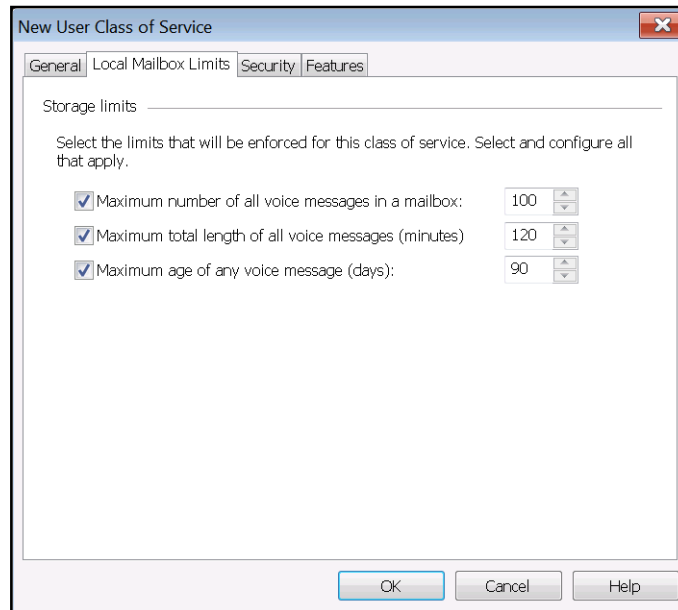 New User Class of Service
General Local Mailbox Limits Security Features
Storage limits
Select the limits that will be enforced for this class of service. Select and configure all
that apply.
Maximum number of all voice messages in a mailbox: 100
Maximum total length of all voice messages (minutes) 120
Maximum age of any voice message (days): 90
OK Cancel Help